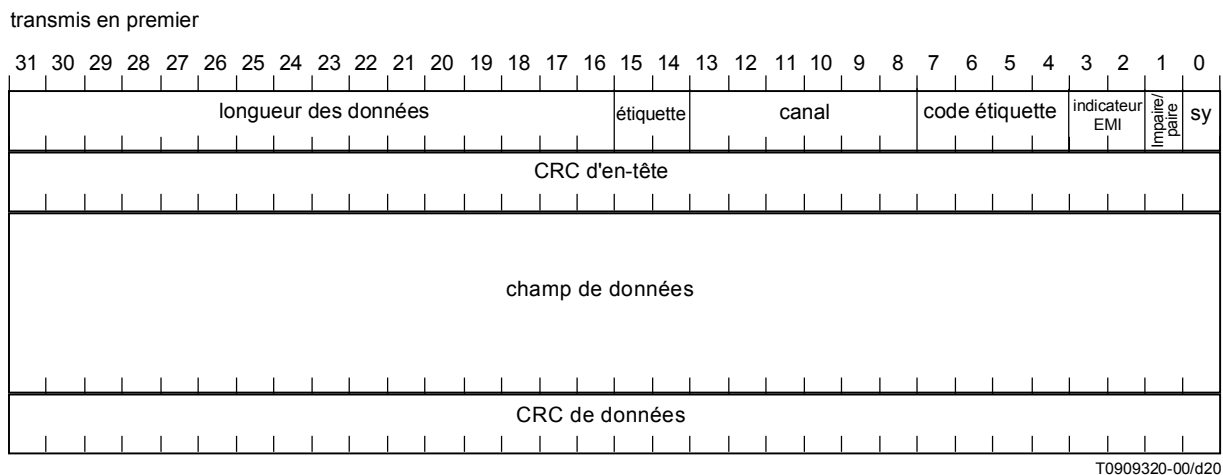 transmis en premier
31 30 29 28 27 26 25 24 23 22 21 20 19 18 17 16 15 14 13 12 11 10 9 8 7 6 5 4 3 2 1 0
longueur des données étiquette canal code étiquette indicateur EMI Impaire/ paire sy
CRC d'en-tête
champ de données
CRC de données
T0909320-00/d20